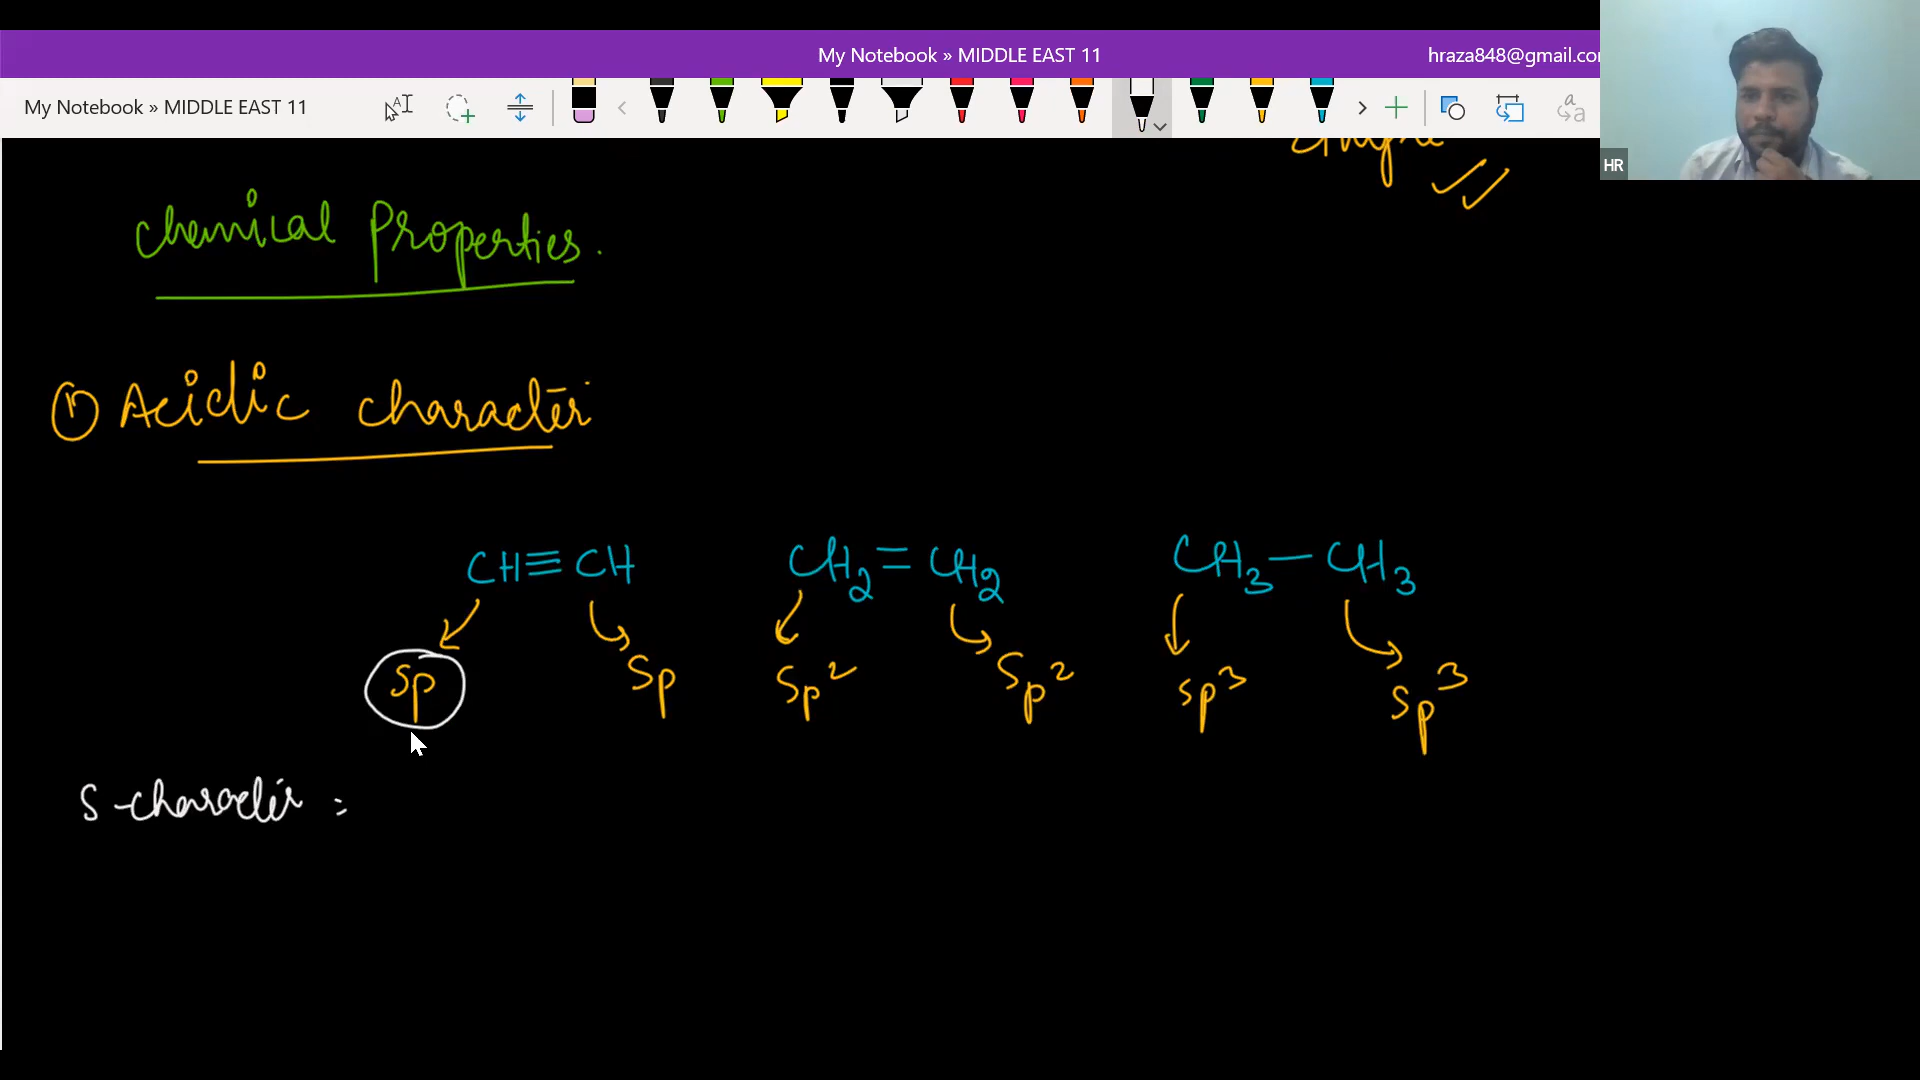 My Notebook » MIDDLE EAST 11
hraza848@gmail.co
My Notebook » MIDDLE EAST 11
HR
Chemical Properties.
① Acidic character
CH≡CH CH₂=CH₂ CH₃—CH₃
Sp Sp Sp² Sp² Sp³ Sp³
S-character =